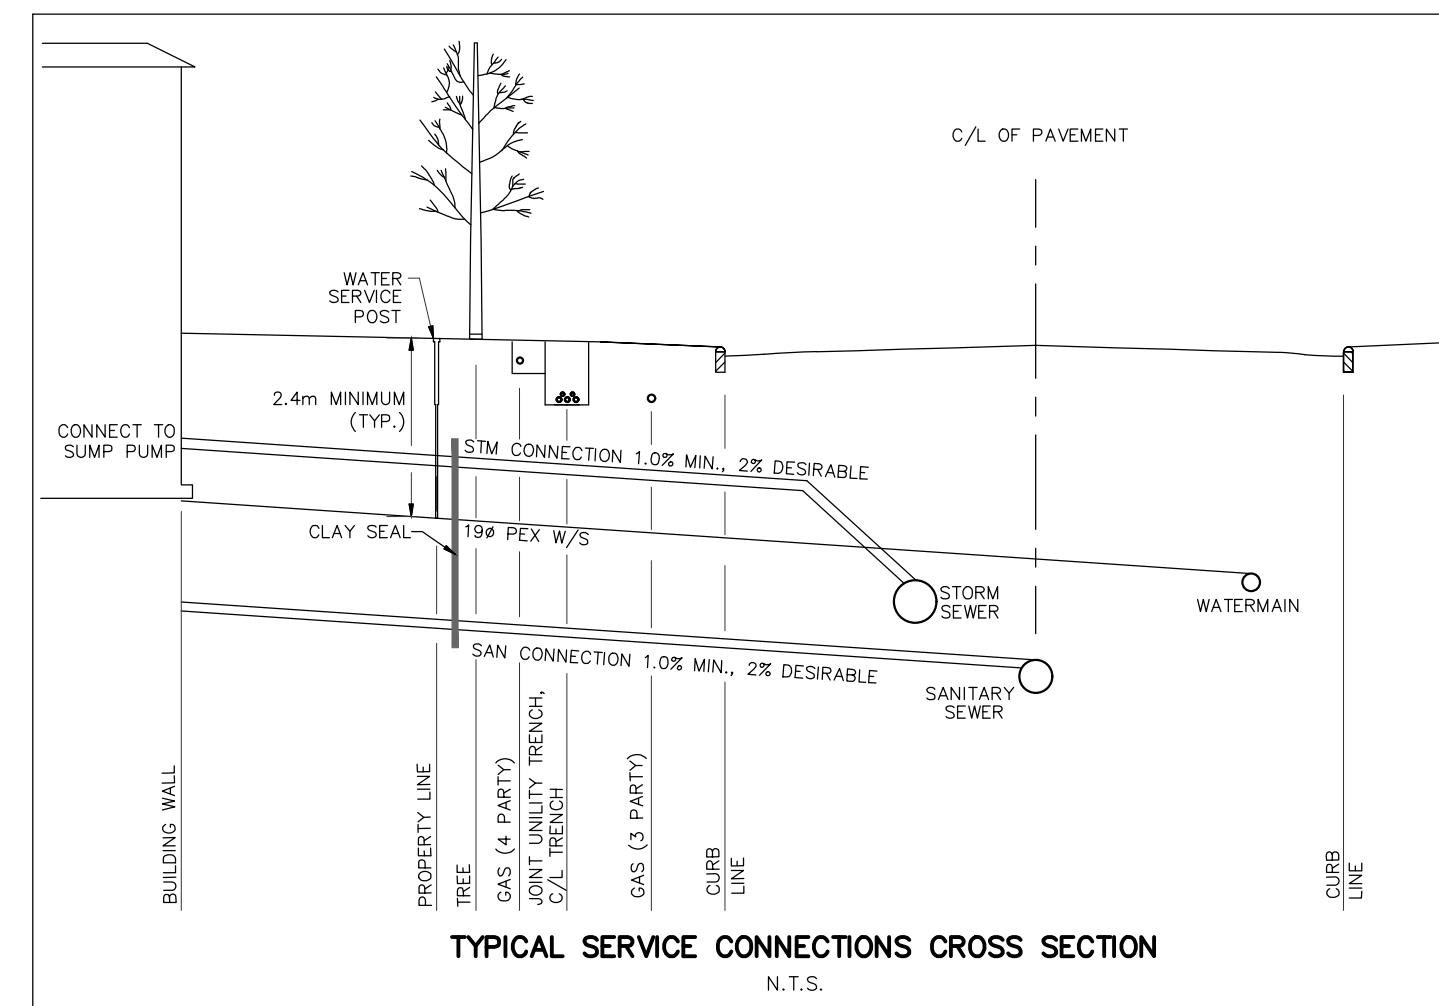 C/L OF PAVEMENT
WATER
SERVICE
POST
2.4m MINIMUM
(TYP.)
CONNECT TO
SUMP PUMP
STM CONNECTION 1.0% MIN., 2% DESIRABLE
CLAY SEAL
19ø PEX W/S
STORM
SEWER
WATERMAIN
SAN CONNECTION 1.0% MIN., 2% DESIRABLE
SANITARY
SEWER
BUILDING WALL
PROPERTY LINE
TREE
GAS (4 PARTY)
JOINT UNILITY TRENCH,
C/L TRENCH
GAS (3 PARTY)
CURB
LINE
CURB
LINE
TYPICAL SERVICE CONNECTIONS CROSS SECTION
N.T.S.